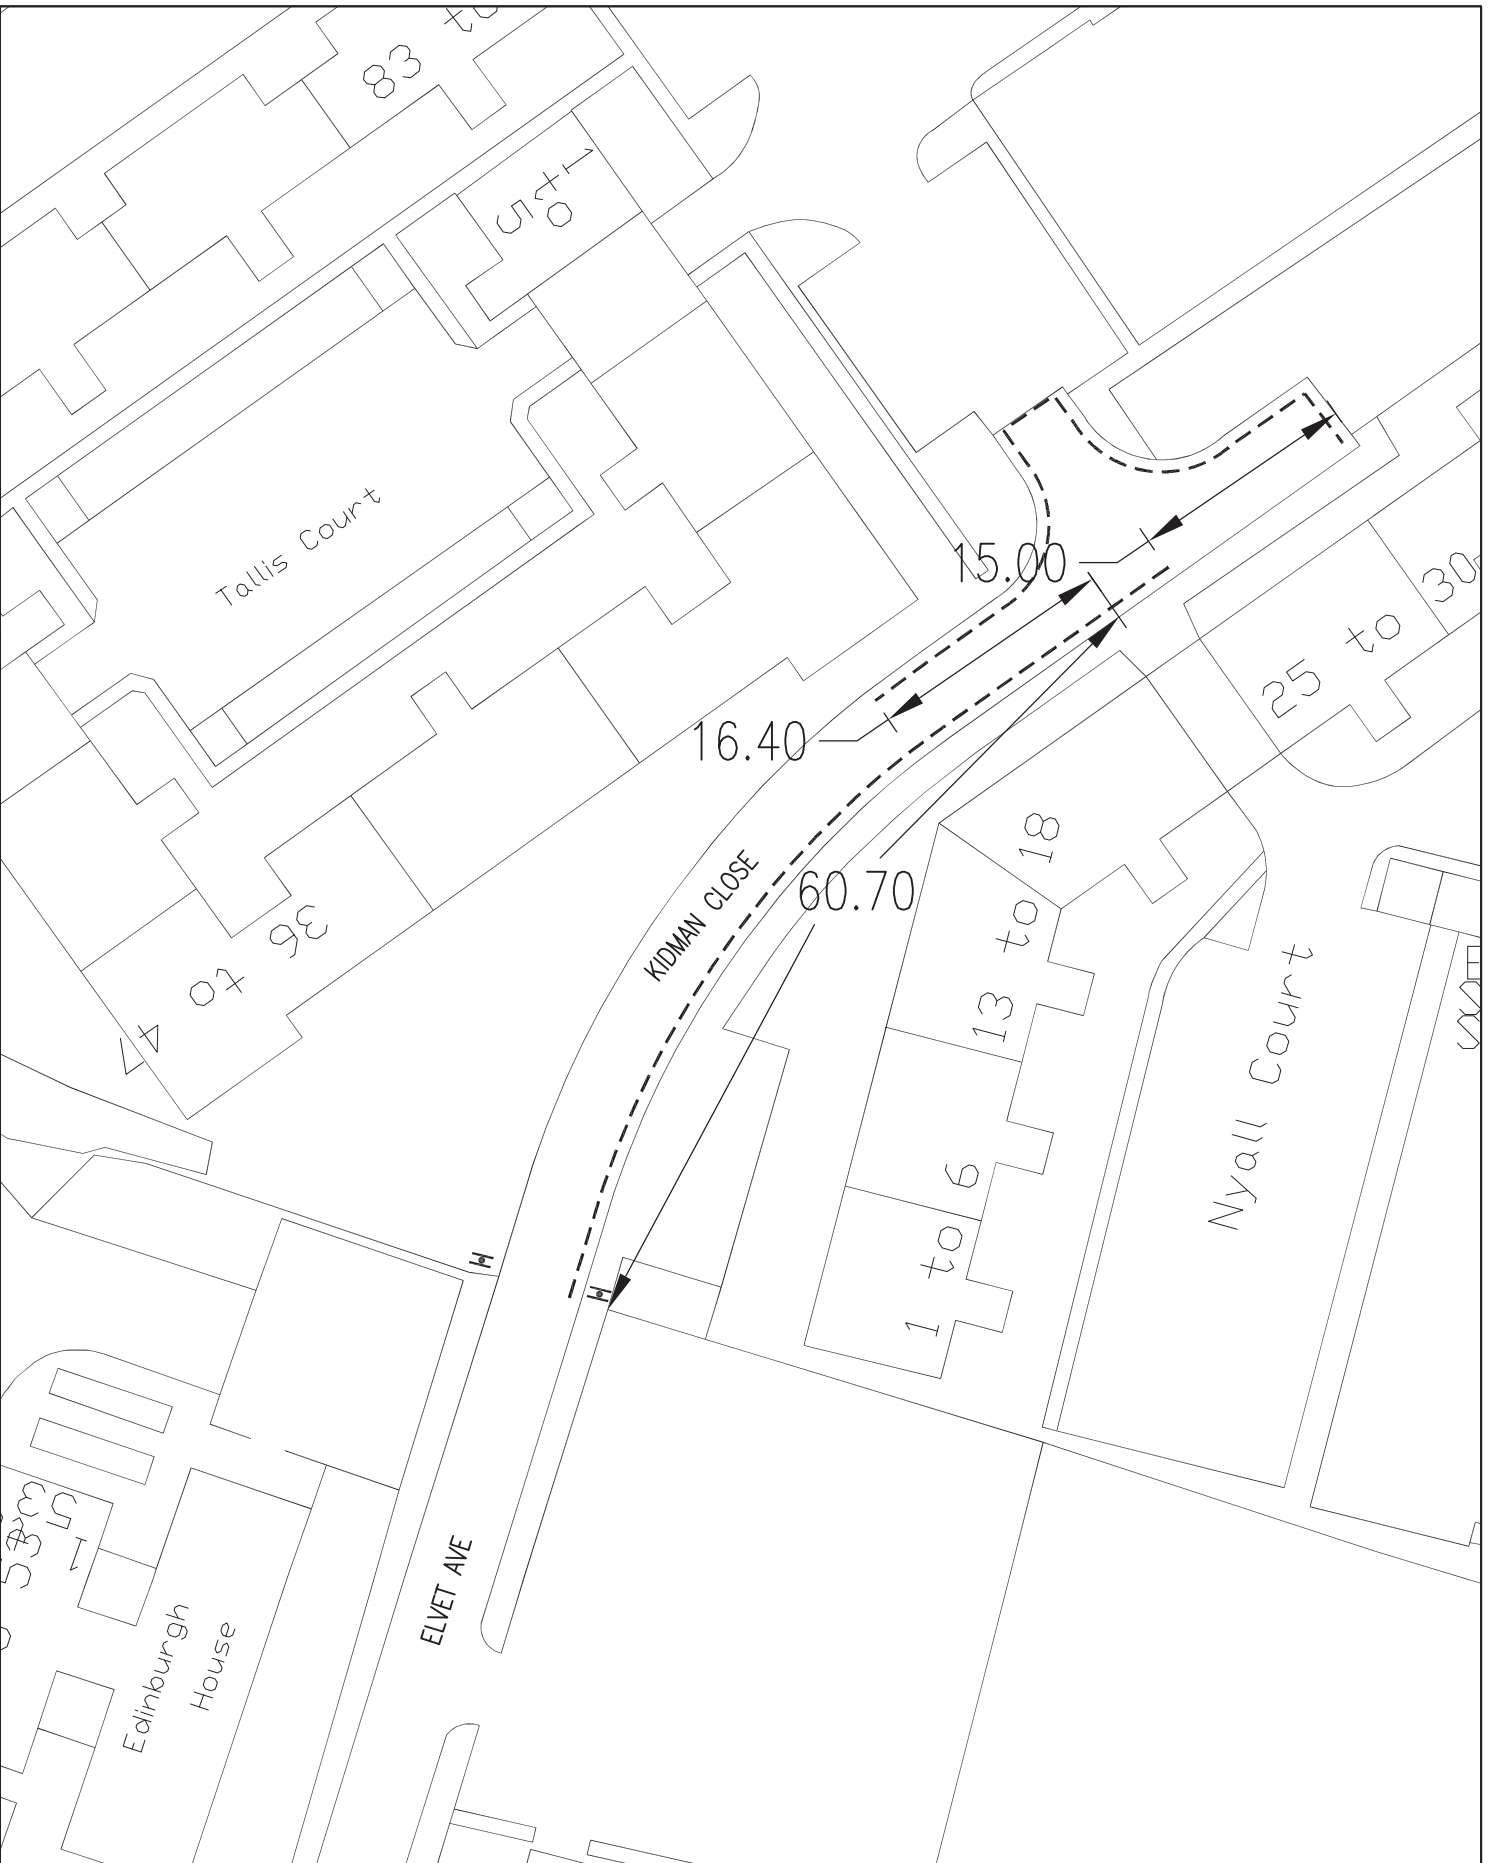 83 to
1 to 5
Tallis Court
15.00
25 to 30
16.40
KIDMAN CLOSE
60.70
13 to 18
36 to 47
Nyall Court
1 to 6
ELVET AVE
Edinburgh
House